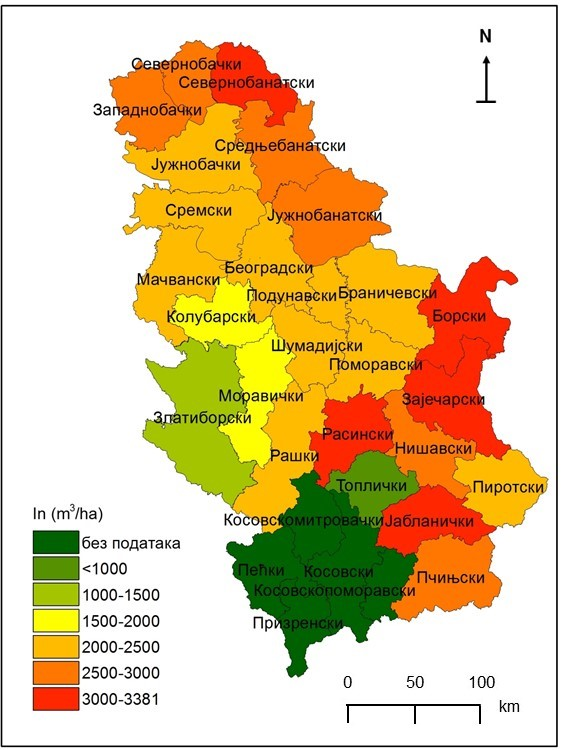 N
Севернобачки
Севернобанатски
Западнобачки
Средњебанатски
Јужнобачки
Сремски
Јужнобанатски
Београдски
Мачвански
Подунавски
Браничевски
Колубарски
Борски
Шумадијски
Поморавски
Моравички
Зајечарски
Златиборски
Расински
Нишавски
Рашки
Топлички
Пиротски
Косовскомитровачки
Јабланички
Пећки
Косовски
Пчињски
Косовскопоморавски
Призренски
In (m³/ha)
без података
<1000
1000-1500
1500-2000
2000-2500
2500-3000
3000-3381
0 50 100
km